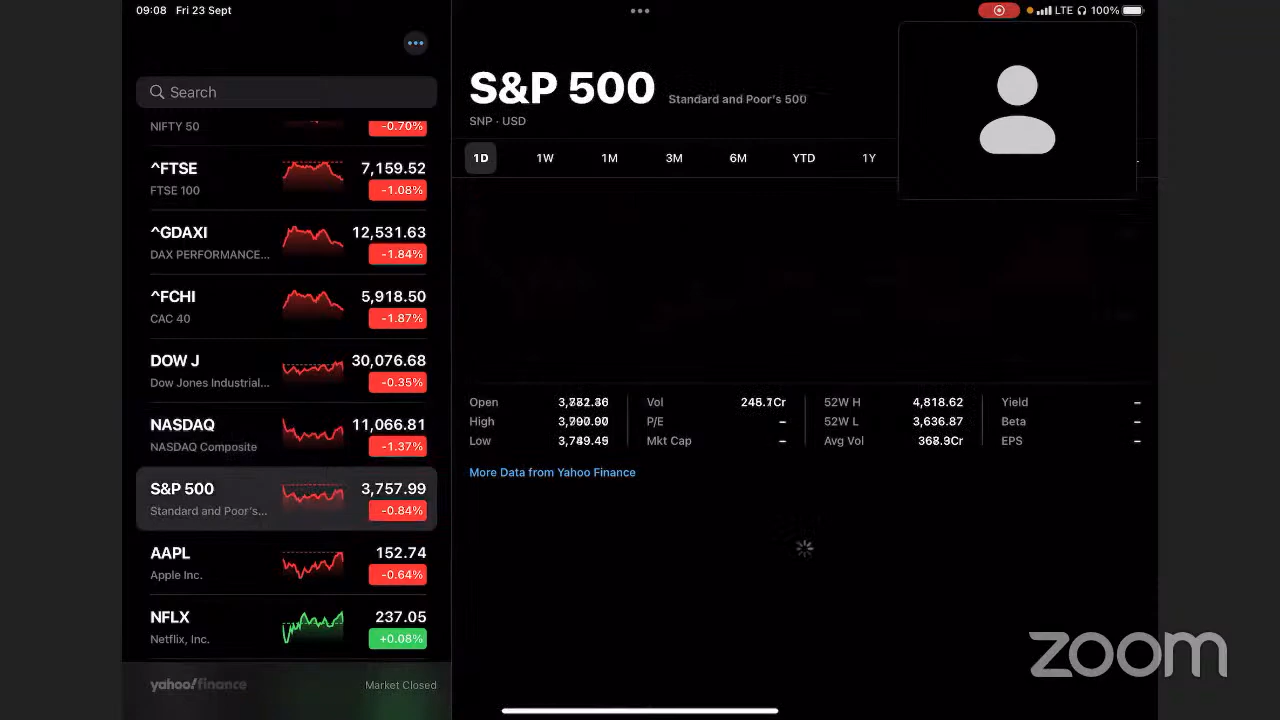 09:08 Fri 23 Sept
LTE 100%
Search
NIFTY 50 -0.70%
^FTSE 7,159.52
FTSE 100 -1.08%
^GDAXI 12,531.63
DAX PERFORMANCE... -1.84%
^FCHI 5,918.50
CAC 40 -1.87%
DOW J 30,076.68
Dow Jones Industrial... -0.35%
NASDAQ 11,066.81
NASDAQ Composite -1.37%
S&P 500 3,757.99
Standard and Poor's... -0.84%
AAPL 152.74
Apple Inc. -0.64%
NFLX 237.05
Netflix, Inc. +0.08%
yahoo!finance Market Closed
S&P 500 Standard and Poor's 500
SNP · USD
1D 1W 1M 3M 6M YTD 1Y
Open Vol 52W H 4,818.62 Yield –
High P/E – 52W L 3,636.87 Beta –
Low Mkt Cap – Avg Vol EPS –
More Data from Yahoo Finance
zoom